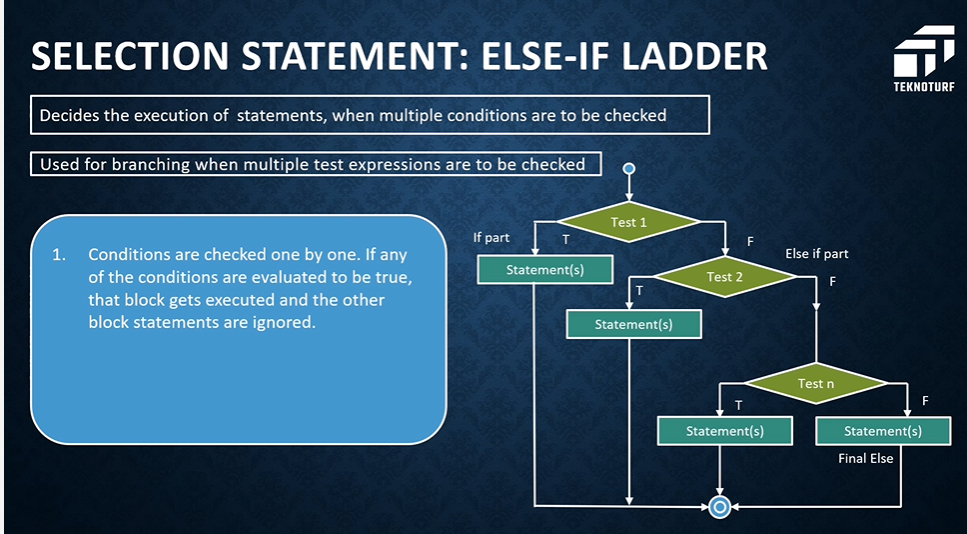 SELECTION STATEMENT: ELSE-IF LADDER
TEKNOTURF
Decides the execution of statements, when multiple conditions are to be checked
Used for branching when multiple test expressions are to be checked
1. Conditions are checked one by one. If any
of the conditions are evaluated to be true,
that block gets executed and the other
block statements are ignored.
Test 1
If part
T
F
Statement(s)
Else if part
Test 2
T
F
Statement(s)
Test n
T
F
Statement(s)
Statement(s)
Final Else